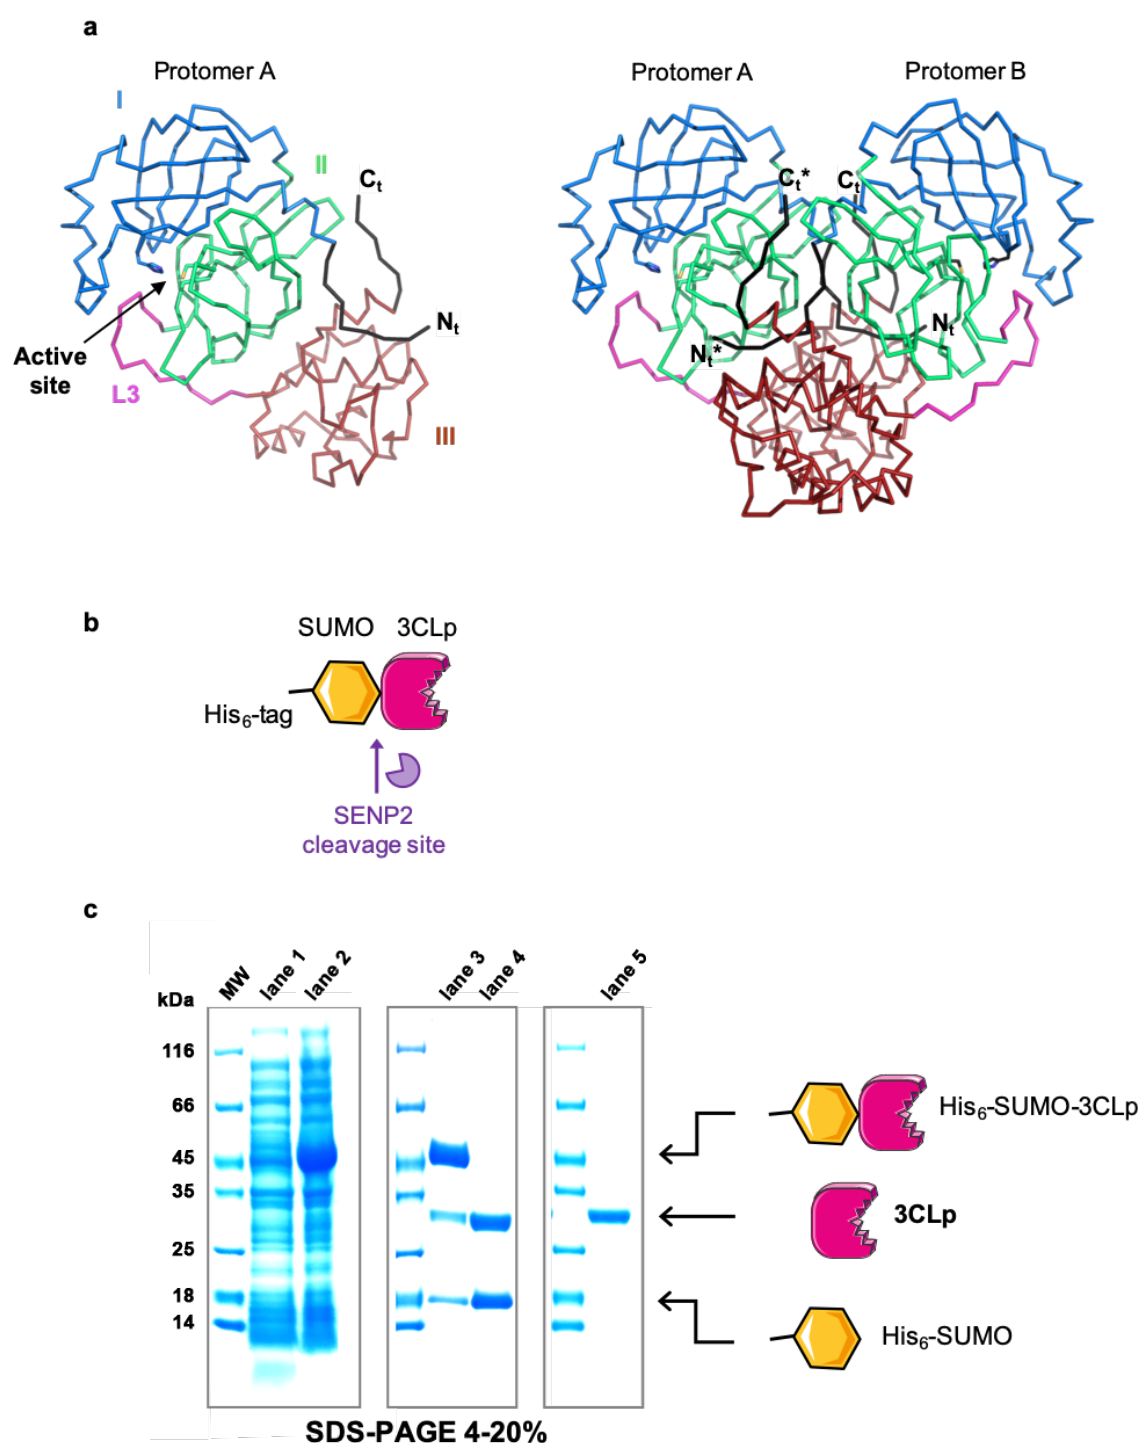 a
Protomer A
Protomer A
Protomer B
I
II
Ct
Ct*
Ct
Nt
Nt
Nt*
Active
site
L3
III
b
SUMO
3CLp
His6-tag
SENP2
cleavage site
c
kDa
MW
lane 1
lane 2
lane 3
lane 4
lane 5
116
66
45
35
25
18
14
His6-SUMO-3CLp
3CLp
His6-SUMO
SDS-PAGE 4-20%